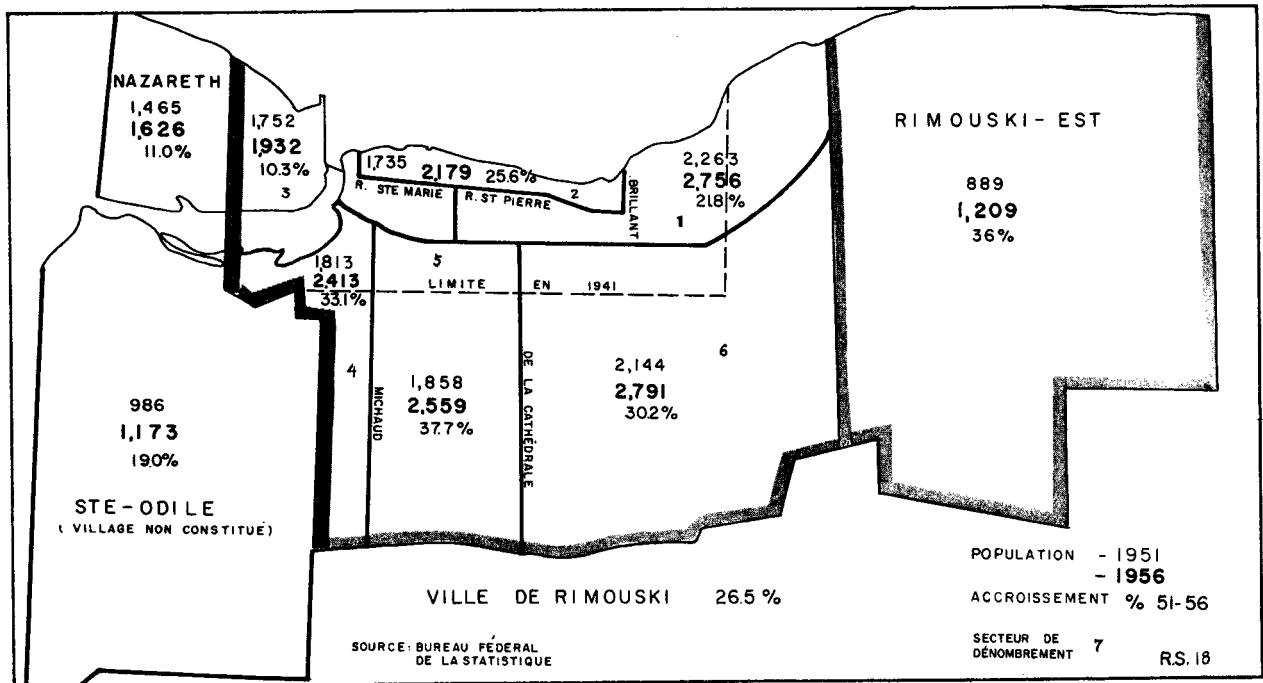 NAZARETH
1,465
1,626
11.0%
1,752
1,932
10.3%
3
1,735
2,179
25.6%
2
R. STE MARIE
R. ST PIERRE
BRILLANT
2,263
2,756
21.8%
1
RIMOUSKI-EST
889
1,209
36%
1,813
2,413
33.1%
4
5
LIMITE EN 1941
MICHAUD
1,858
2,559
37.7%
DE LA CATHÉDRALE
6
2,144
2,791
30.2%
986
1,173
19.0%
STE-ODILE
( VILLAGE NON CONSTITUÉ)
VILLE DE RIMOUSKI 26.5 %
SOURCE: BUREAU FÉDÉRAL
DE LA STATISTIQUE
POPULATION - 1951
- 1956
ACCROISSEMENT % 51-56
SECTEUR DE
DÉNOMBREMENT 7
R.S. 18